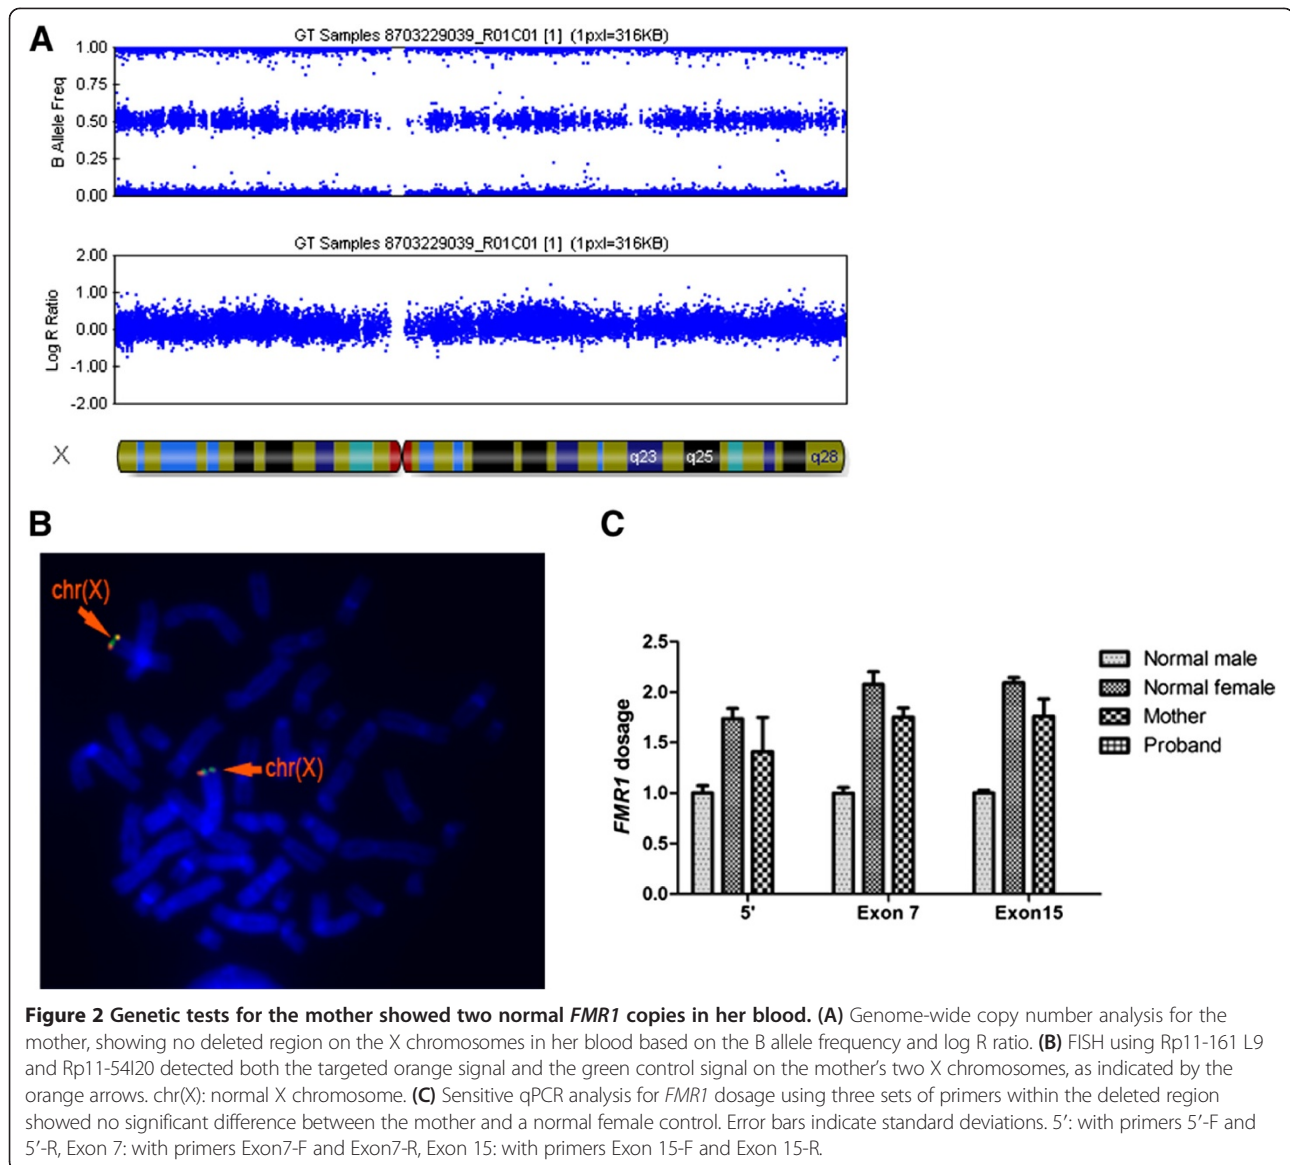 A
GT Samples 8703229039_R01C01 [1] (1pxl=316KB)
1.00
0.75
0.50
0.25
0.00
B Allele Freq
GT Samples 8703229039_R01C01 [1] (1pxl=316KB)
2.00
1.00
0.00
-1.00
-2.00
Log R Ratio
X
q23
q25
q28
B
chr(X)
chr(X)
C
2.5
2.0
1.5
1.0
0.5
0.0
FMR1 dosage
5'
Exon 7
Exon15
Normal male
Normal female
Mother
Proband
Figure 2 Genetic tests for the mother showed two normal FMR1 copies in her blood. (A) Genome-wide copy number analysis for the
mother, showing no deleted region on the X chromosomes in her blood based on the B allele frequency and log R ratio. (B) FISH using Rp11-161 L9
and Rp11-54I20 detected both the targeted orange signal and the green control signal on the mother's two X chromosomes, as indicated by the
orange arrows. chr(X): normal X chromosome. (C) Sensitive qPCR analysis for FMR1 dosage using three sets of primers within the deleted region
showed no significant difference between the mother and a normal female control. Error bars indicate standard deviations. 5′: with primers 5′-F and
5′-R, Exon 7: with primers Exon7-F and Exon7-R, Exon 15: with primers Exon 15-F and Exon 15-R.